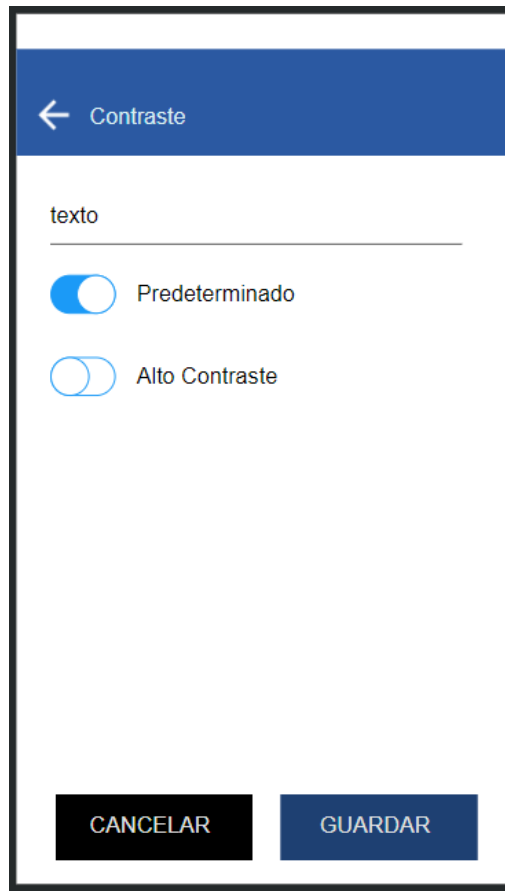 Contraste
texto
Predeterminado
Alto Contraste
CANCELAR GUARDAR